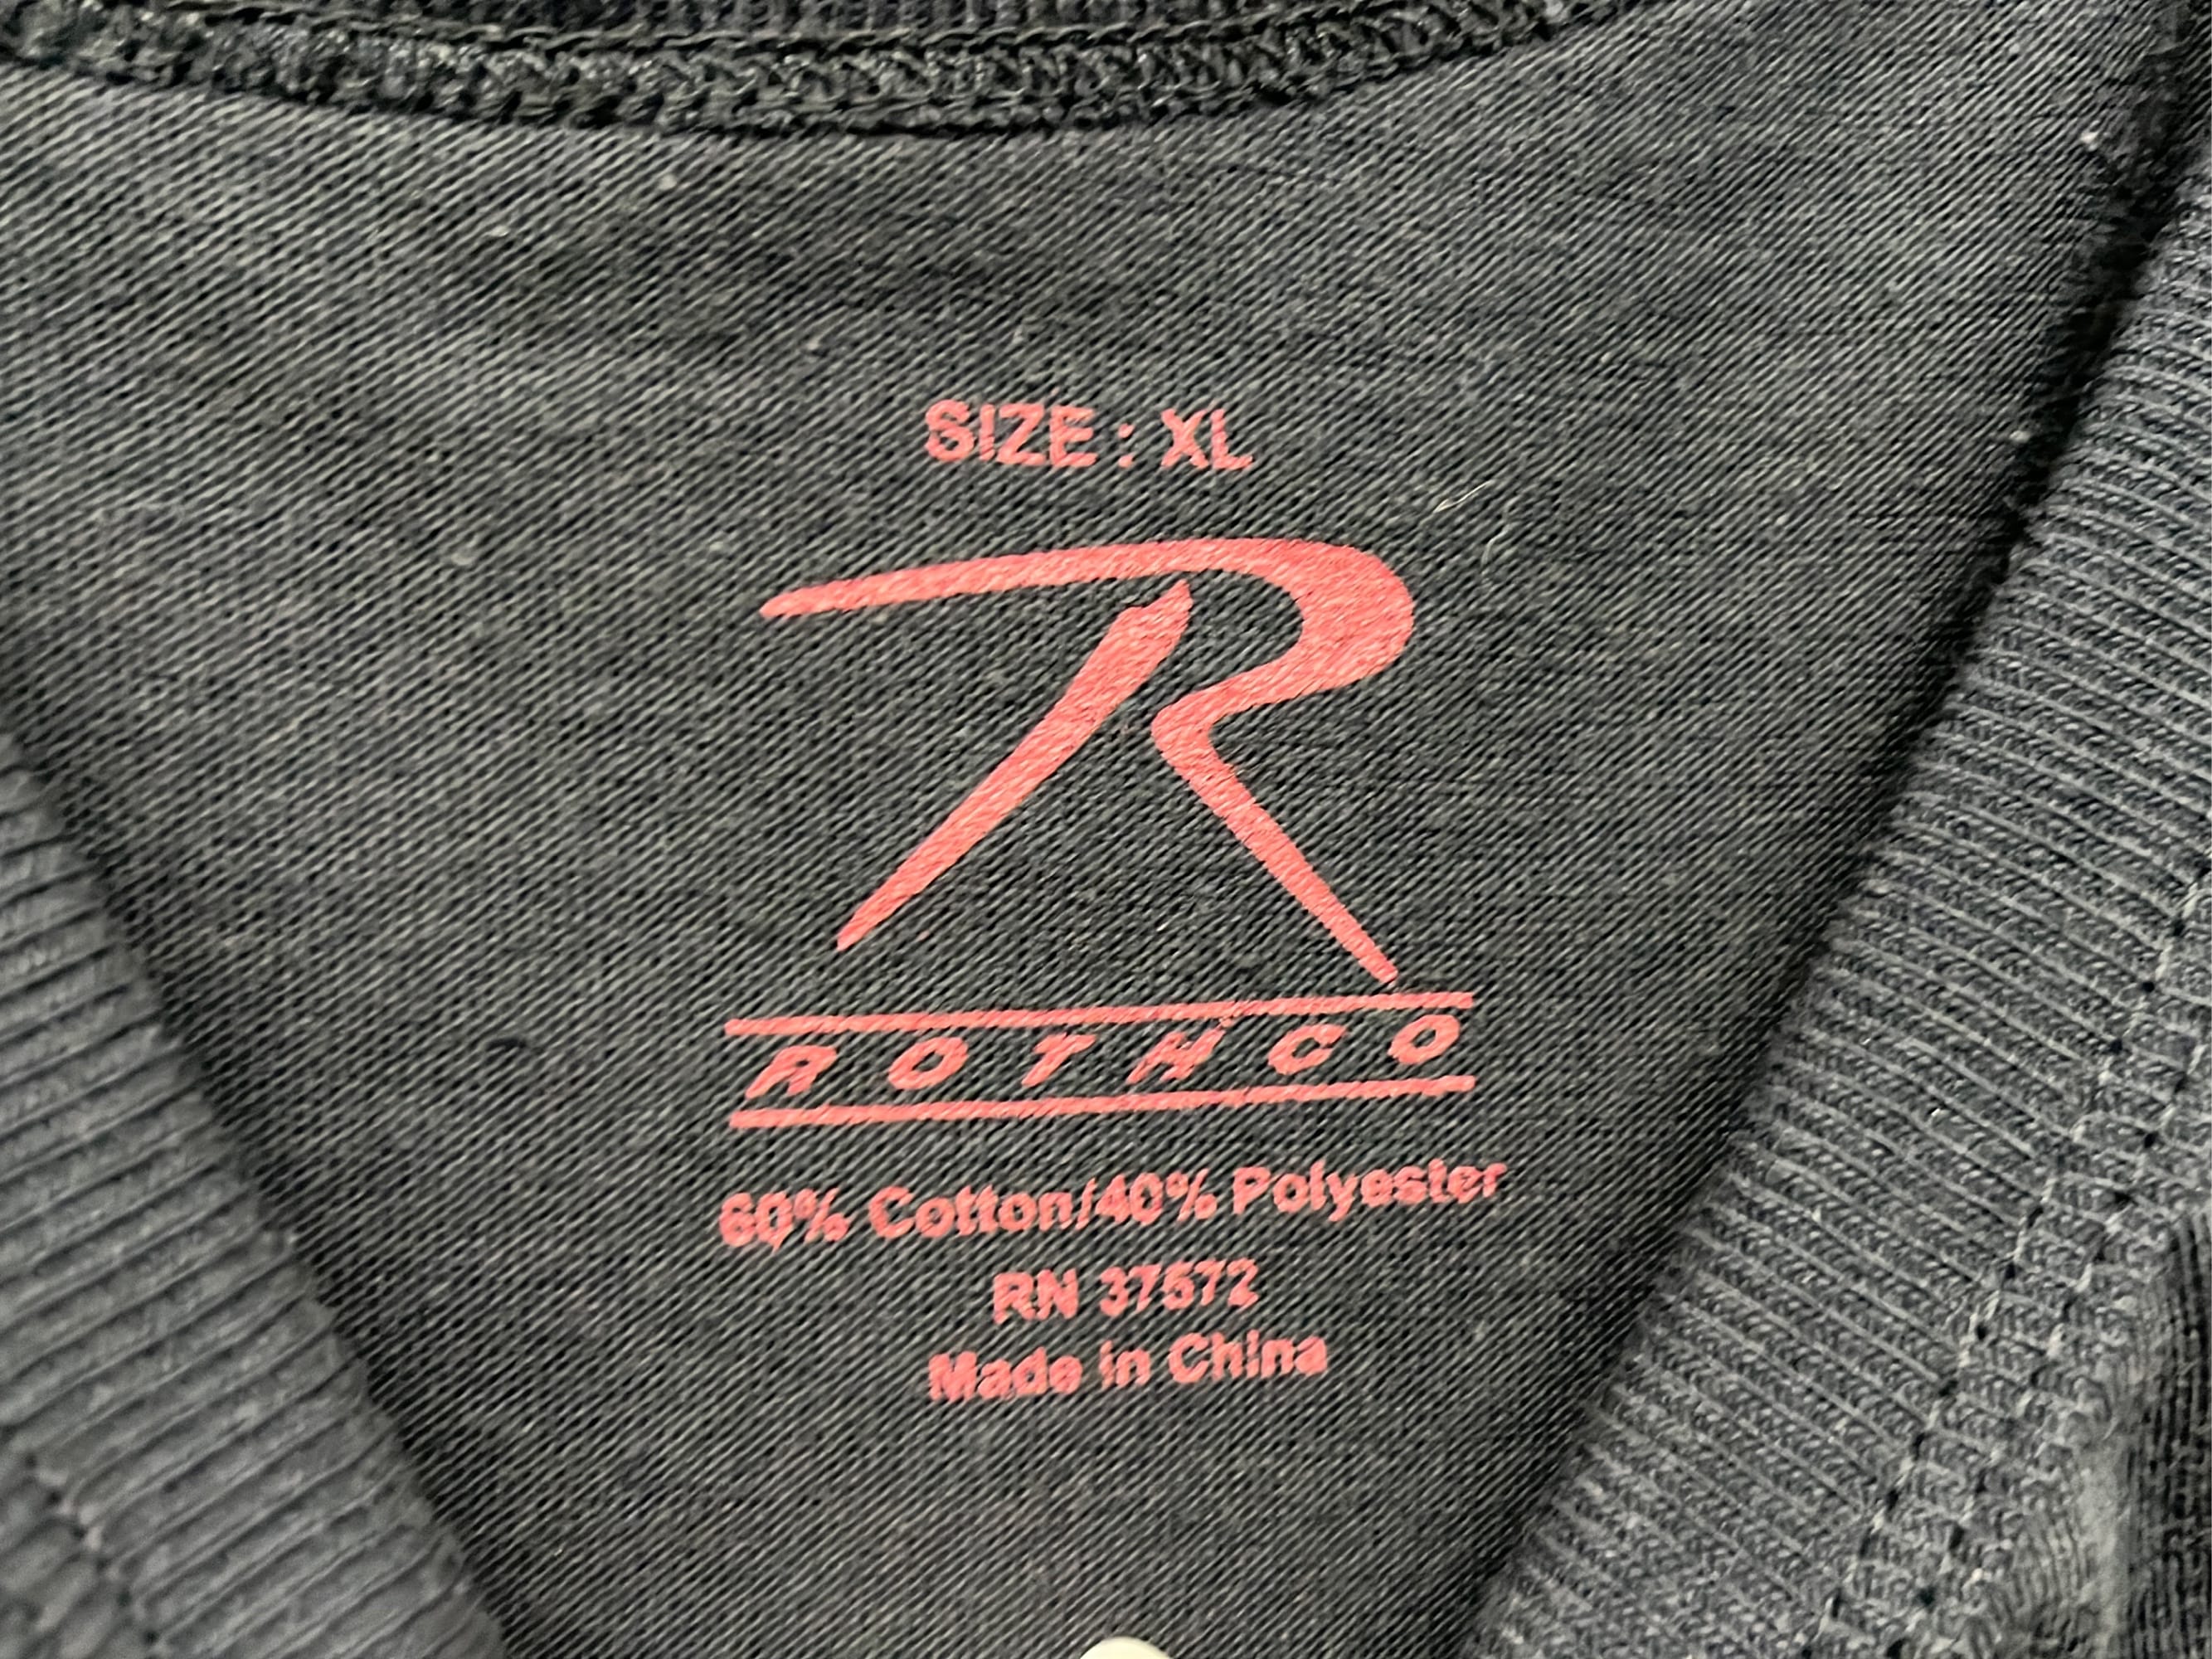 SIZE : XL
R
ROTHCO
60% Cotton/40% Polyester
RN 37572
Made in China